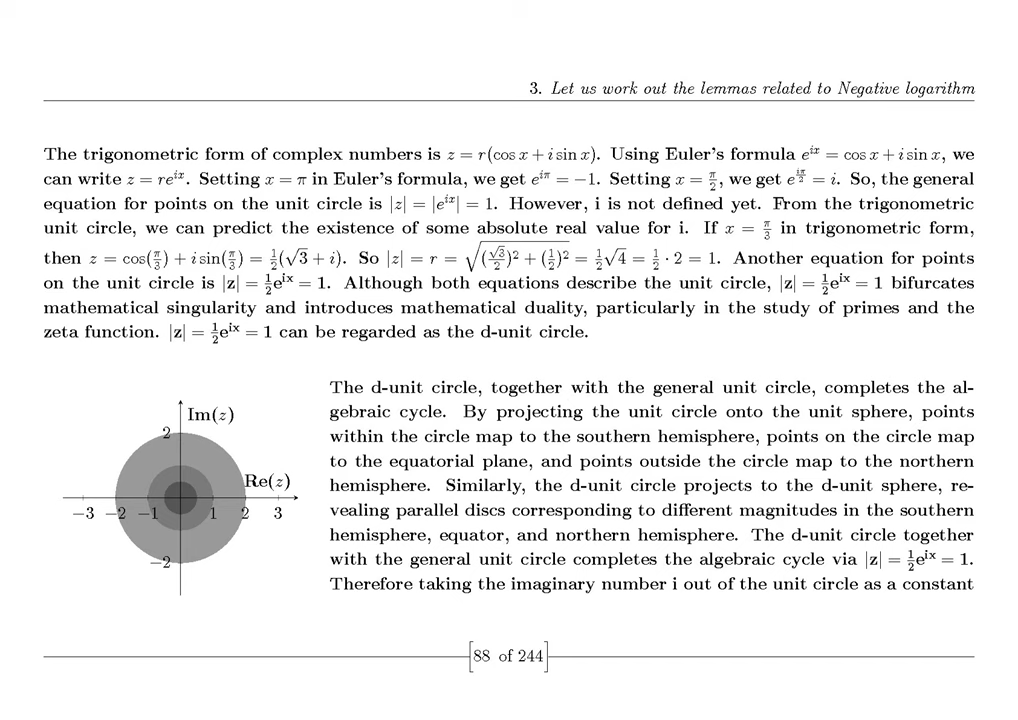 3. Let us work out the lemmas related to Negative logarithm
The trigonometric form of complex numbers is z = r(cos x + i sin x). Using Euler's formula e^{ix} = cos x + i sin x, we
can write z = re^{ix}. Setting x = π in Euler's formula, we get e^{iπ} = −1. Setting x = π/2, we get e^{iπ/2} = i. So, the general
equation for points on the unit circle is |z| = |e^{ix}| = 1. However, i is not defined yet. From the trigonometric
unit circle, we can predict the existence of some absolute real value for i. If x = π/3 in trigonometric form,
then z = cos(π/3) + i sin(π/3) = 1/2(√3 + i). So |z| = r = √((√3/2)² + (1/2)²) = 1/2√4 = 1/2 · 2 = 1. Another equation for points
on the unit circle is |z| = 1/2e^{ix} = 1. Although both equations describe the unit circle, |z| = 1/2e^{ix} = 1 bifurcates
mathematical singularity and introduces mathematical duality, particularly in the study of primes and the
zeta function. |z| = 1/2e^{ix} = 1 can be regarded as the d-unit circle.
Im(z)
2
Re(z)
−3 −2 −1 1 2 3
−2
The d-unit circle, together with the general unit circle, completes the al-
gebraic cycle. By projecting the unit circle onto the unit sphere, points
within the circle map to the southern hemisphere, points on the circle map
to the equatorial plane, and points outside the circle map to the northern
hemisphere. Similarly, the d-unit circle projects to the d-unit sphere, re-
vealing parallel discs corresponding to different magnitudes in the southern
hemisphere, equator, and northern hemisphere. The d-unit circle together
with the general unit circle completes the algebraic cycle via |z| = 1/2e^{ix} = 1.
Therefore taking the imaginary number i out of the unit circle as a constant
88 of 244